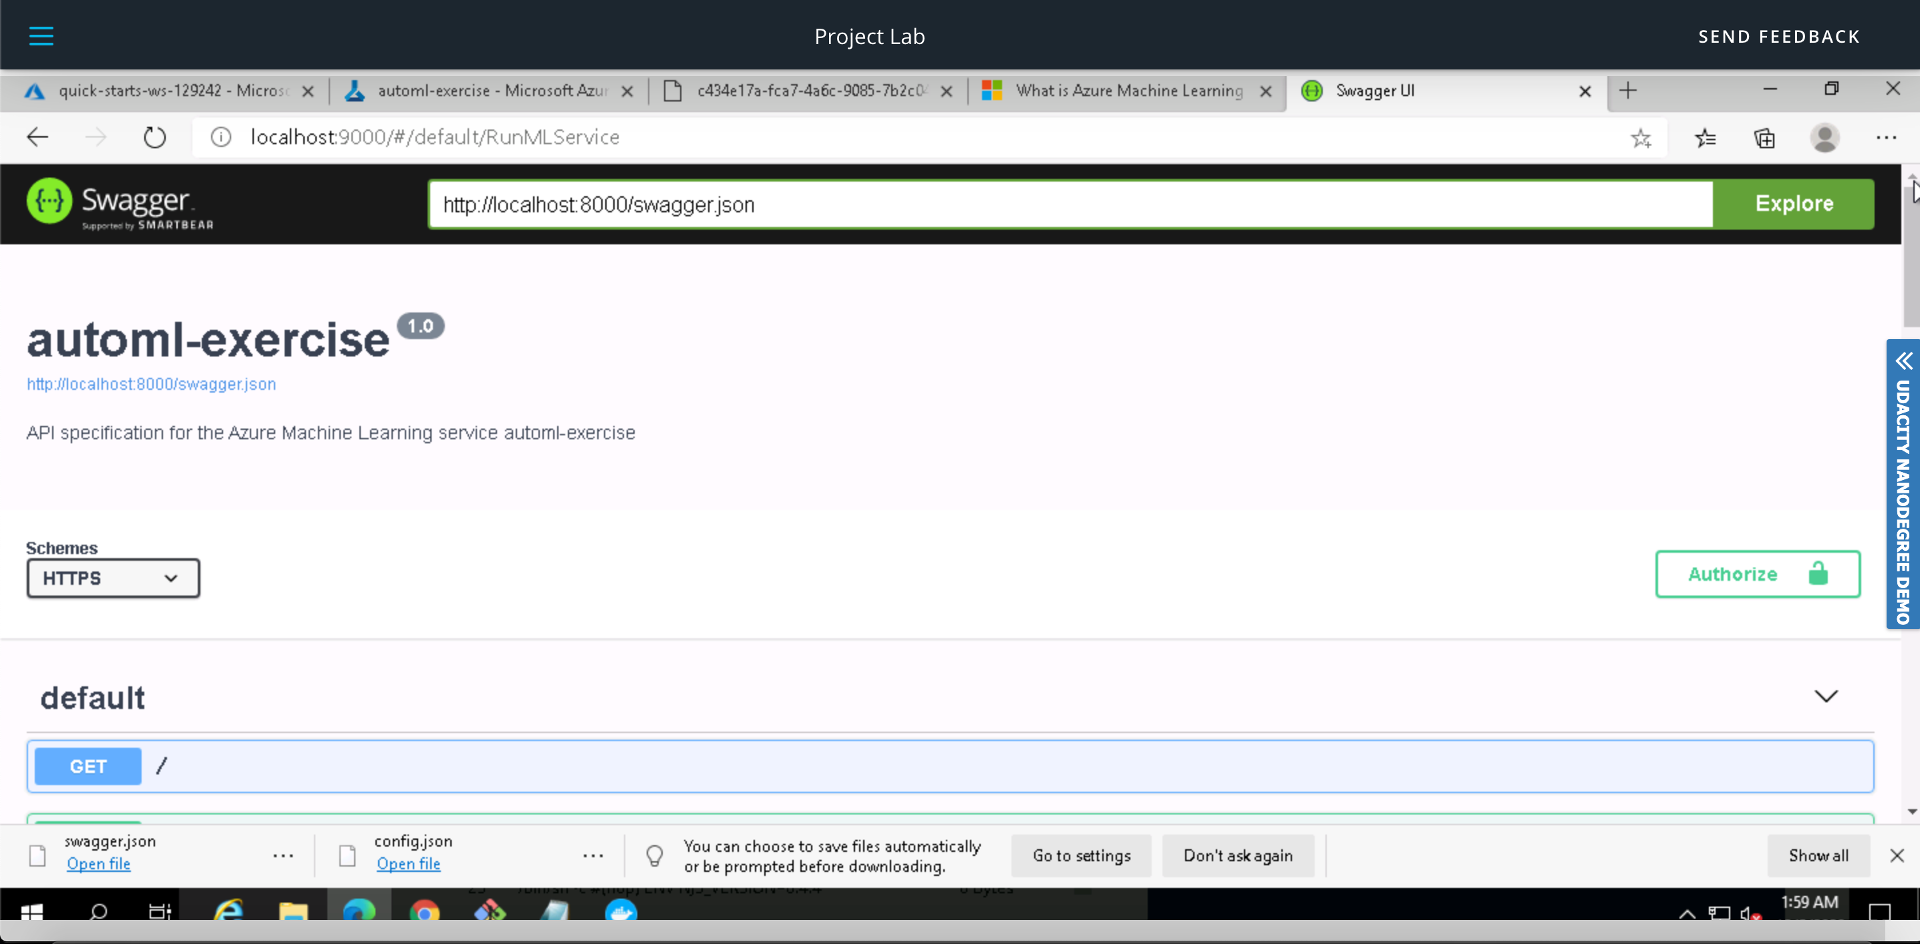 Project Lab
SEND FEEDBACK
quick-starts-ws-129242 - Micros
automl-exercise - Microsoft Azur
c434e17a-fca7-4a6c-9085-7b2c0
What is Azure Machine Learning
Swagger UI
localhost:9000/#/default/RunMLService
Swagger
Supported by SMARTBEAR
http://localhost:8000/swagger.json
Explore
automl-exercise 1.0
http://localhost:8000/swagger.json
API specification for the Azure Machine Learning service automl-exercise
UDACITY NANODEGREE DEMO
Schemes
HTTPS
Authorize
default
GET /
swagger.json
Open file
config.json
Open file
You can choose to save files automatically
or be prompted before downloading.
Go to settings
Don't ask again
Show all
1:59 AM